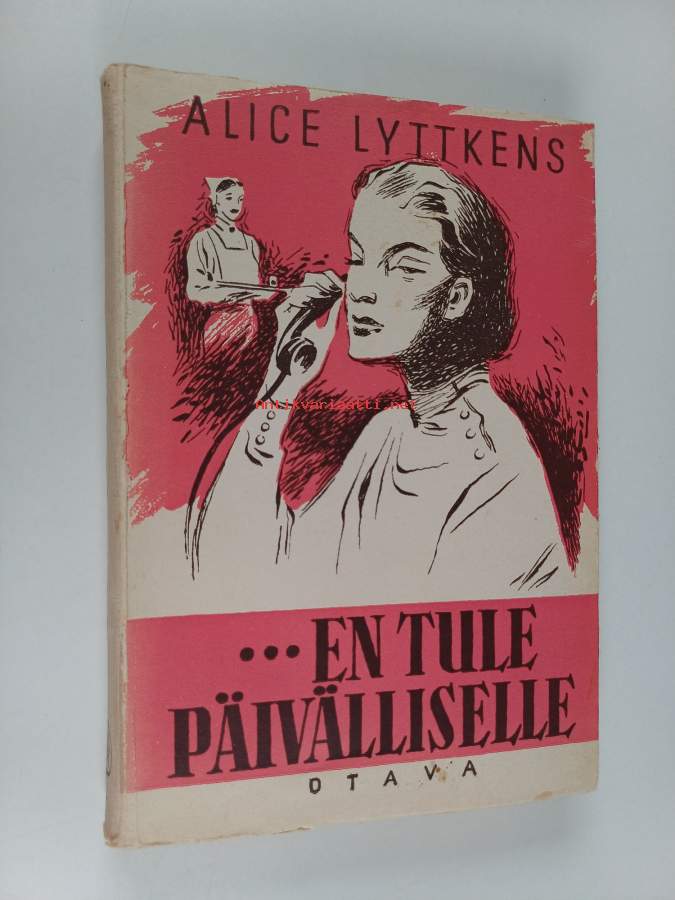 ALICE LYTTKENS
antikvariaatti.net
... EN TULE
PÄIVÄLLISELLE
OTAVA